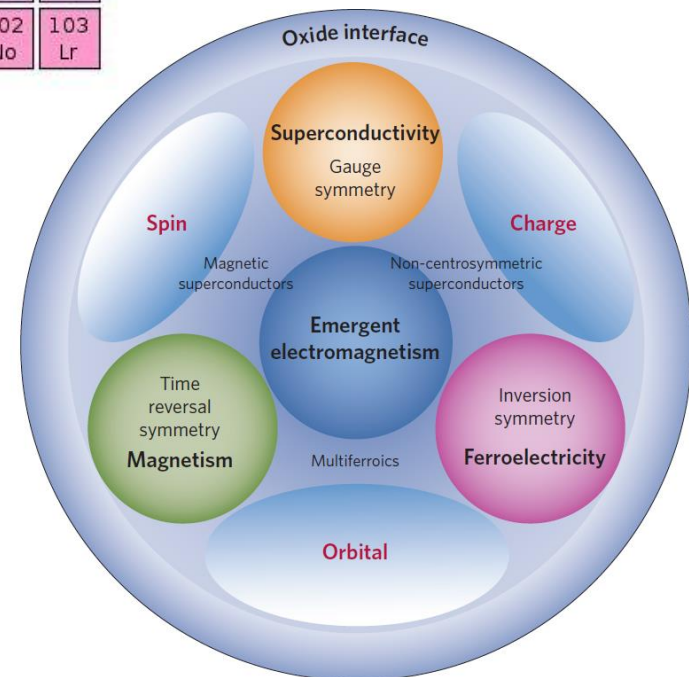 102
No
103
Lr
Oxide interface
Superconductivity
Gauge
symmetry
Spin
Charge
Magnetic
superconductors
Non-centrosymmetric
superconductors
Emergent
electromagnetism
Time
reversal
symmetry
Magnetism
Inversion
symmetry
Ferroelectricity
Multiferroics
Orbital